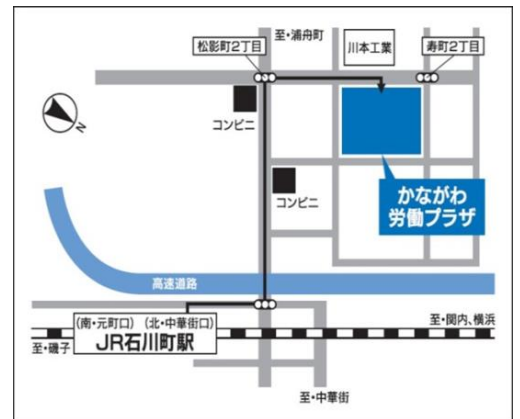 至・浦舟町
松影町2丁目
川本工業
寿町2丁目
コンビニ
N
コンビニ
かながわ
労働プラザ
高速道路
(南・元町口) (北・中華街口)
JR石川町駅
至・関内、横浜
至・磯子
至・中華街